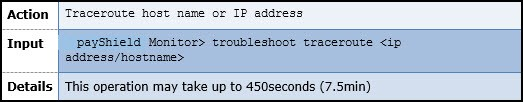 Action Traceroute host name or IP address
Input payShield Monitor> troubleshoot traceroute <ip
address/hostname>
Details This operation may take up to 450seconds (7.5min)